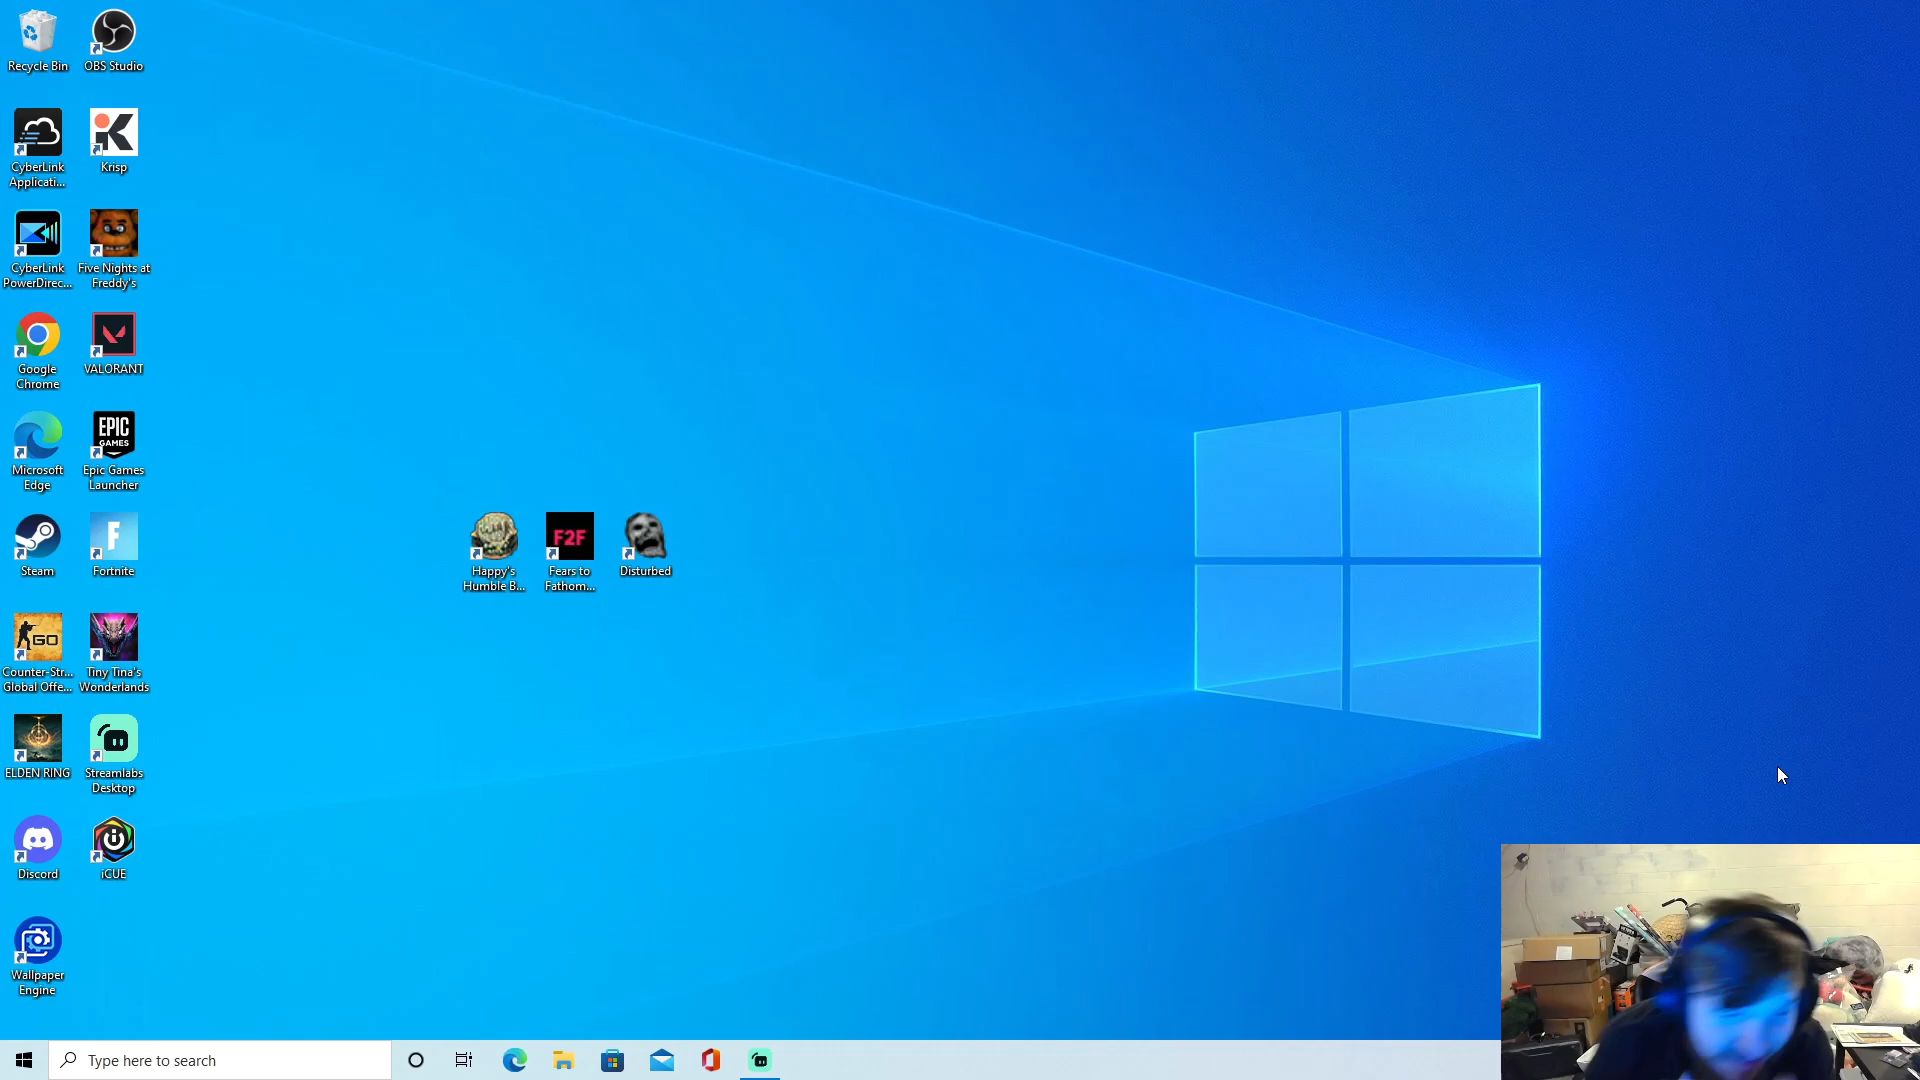 Recycle Bin
OBS Studio
CyberLink
Applicati...
Krisp
CyberLink
PowerDirec...
Five Nights at
Freddy's
Google
Chrome
VALORANT
Microsoft
Edge
EPIC
GAMES
Epic Games
Launcher
Steam
F
Fortnite
F2F
Happy's
Humble B...
Fears to
Fathom...
Disturbed
GO
Counter-Str...
Global Offe...
Tiny Tina's
Wonderlands
ELDEN RING
Streamlabs
Desktop
Discord
iCUE
Wallpaper
Engine
Type here to search